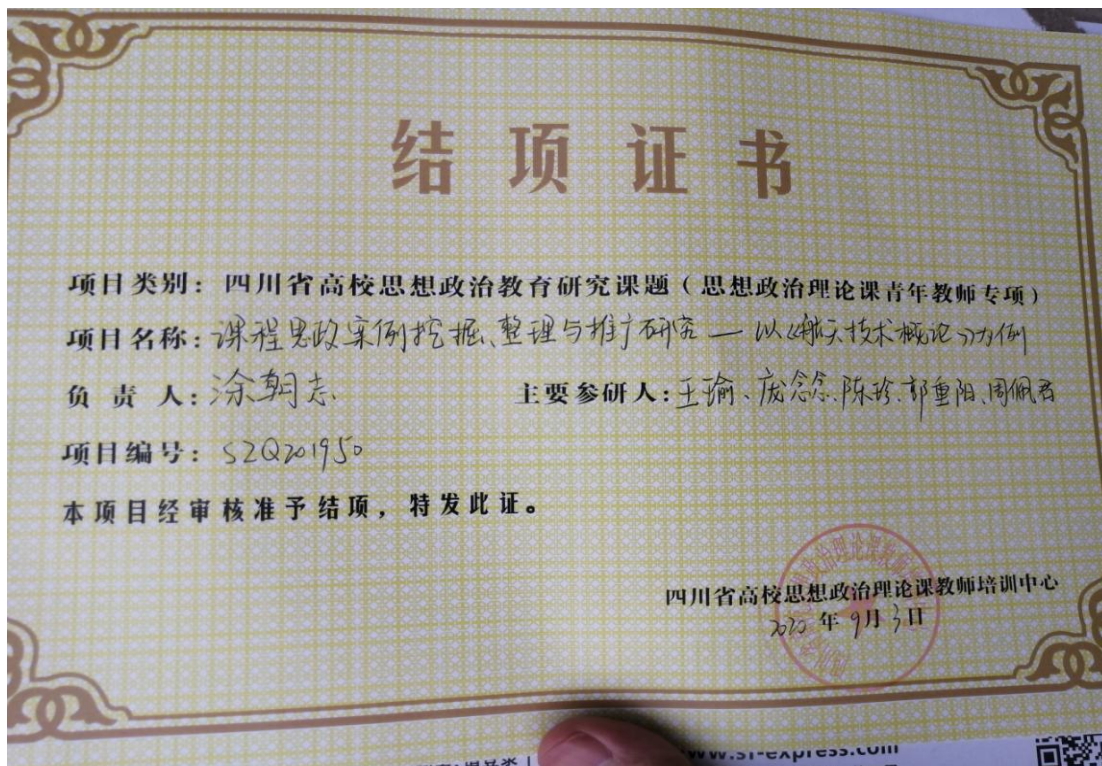 结项证书
项目类别：四川省高校思想政治教育研究课题（思想政治理论课青年教师专项）
项目名称：课程思政案例挖掘、整理与推广研究—以《航天技术概论》为例
负责人：涂朝志 主要参研人：王瑜、庞念念、陈珍、郭重阳、周佩君
项目编号：SZQ201950
本项目经审核准予结项，特发此证。
四川省高校思想政治理论课教师培训中心
2020年9月3日
www.sf-express.com